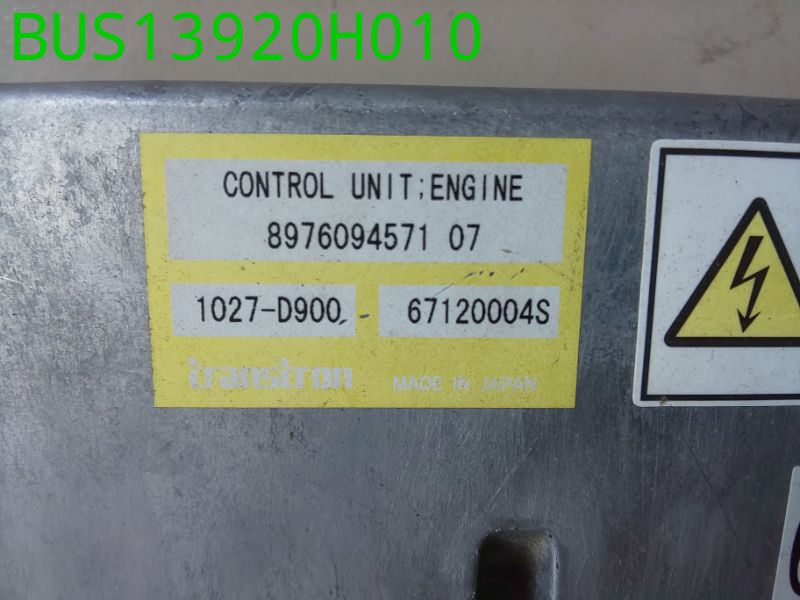 BUS13920H010
CONTROL UNIT;ENGINE
8976094571 07
1027-D900
67120004S
transtron
MADE IN JAPAN